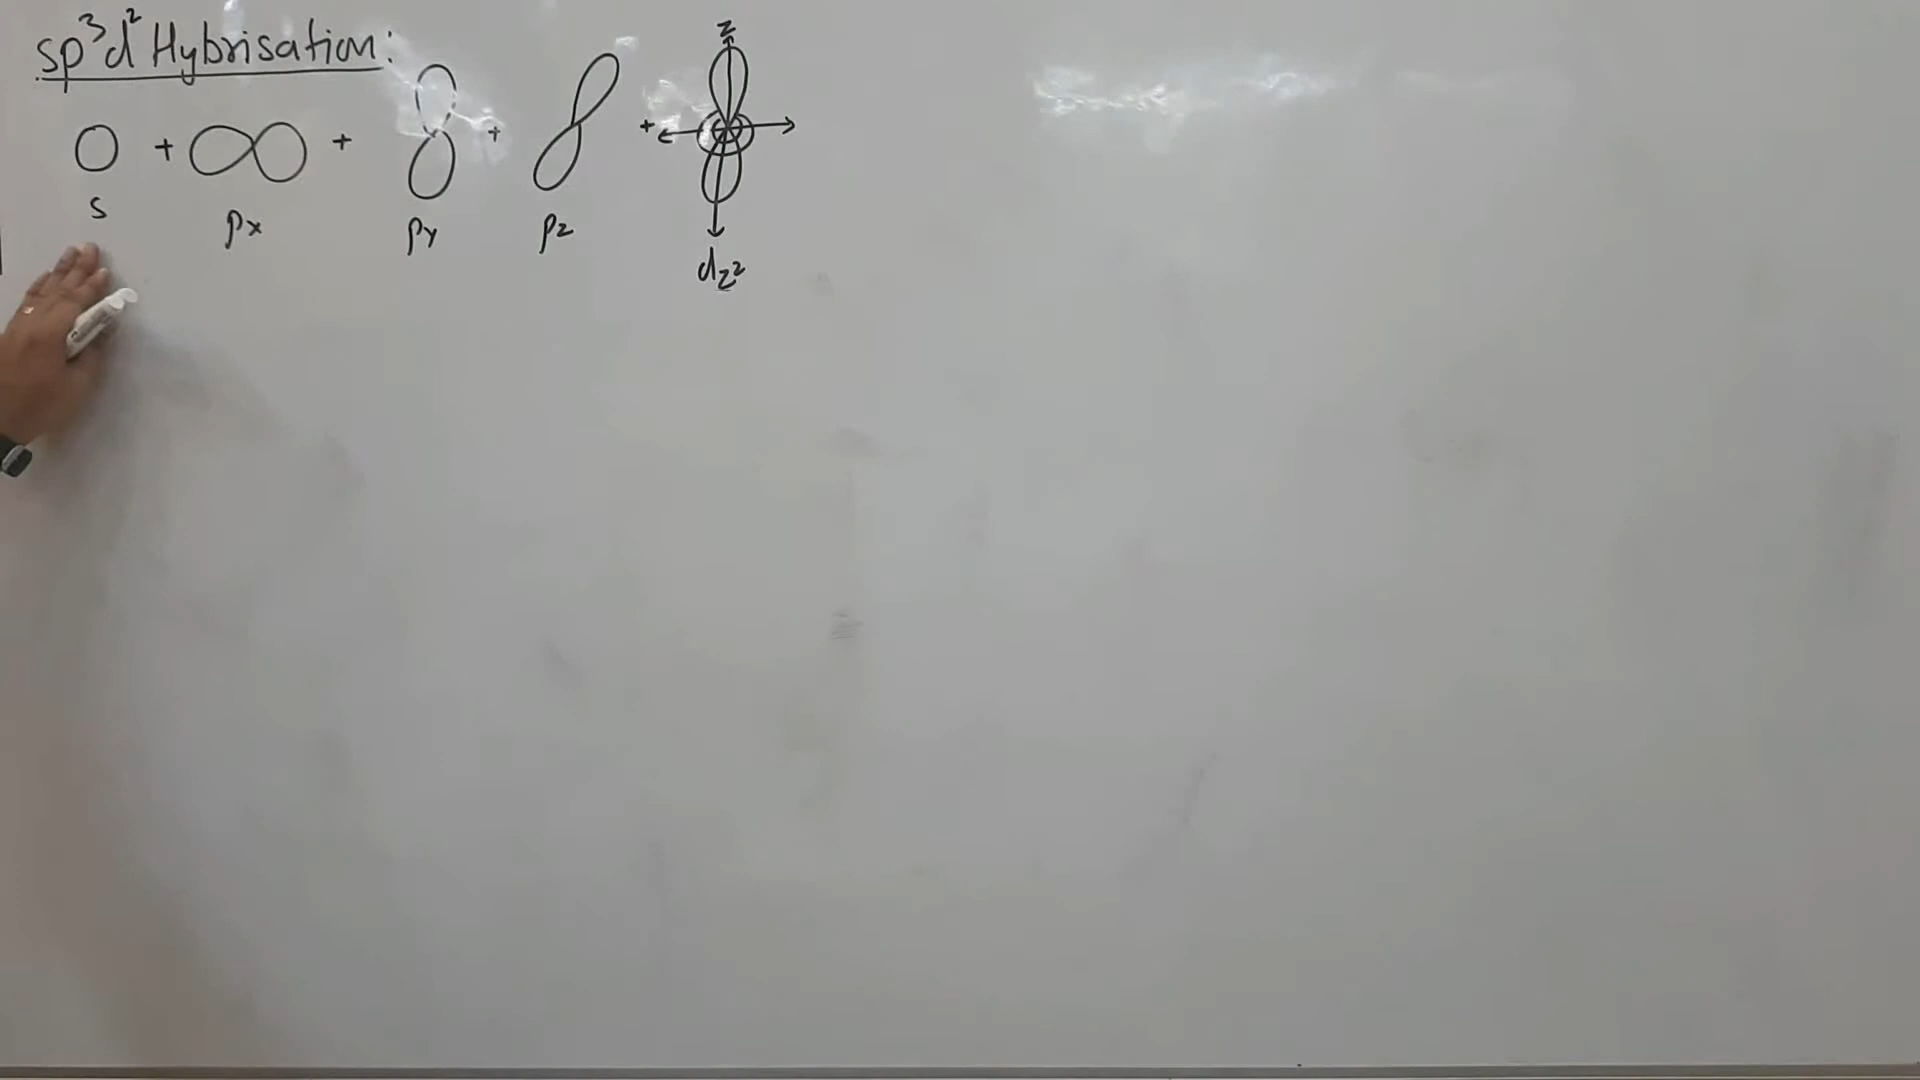 sp³d² Hybrisation:
+ + + +
z
s px py pz dz²